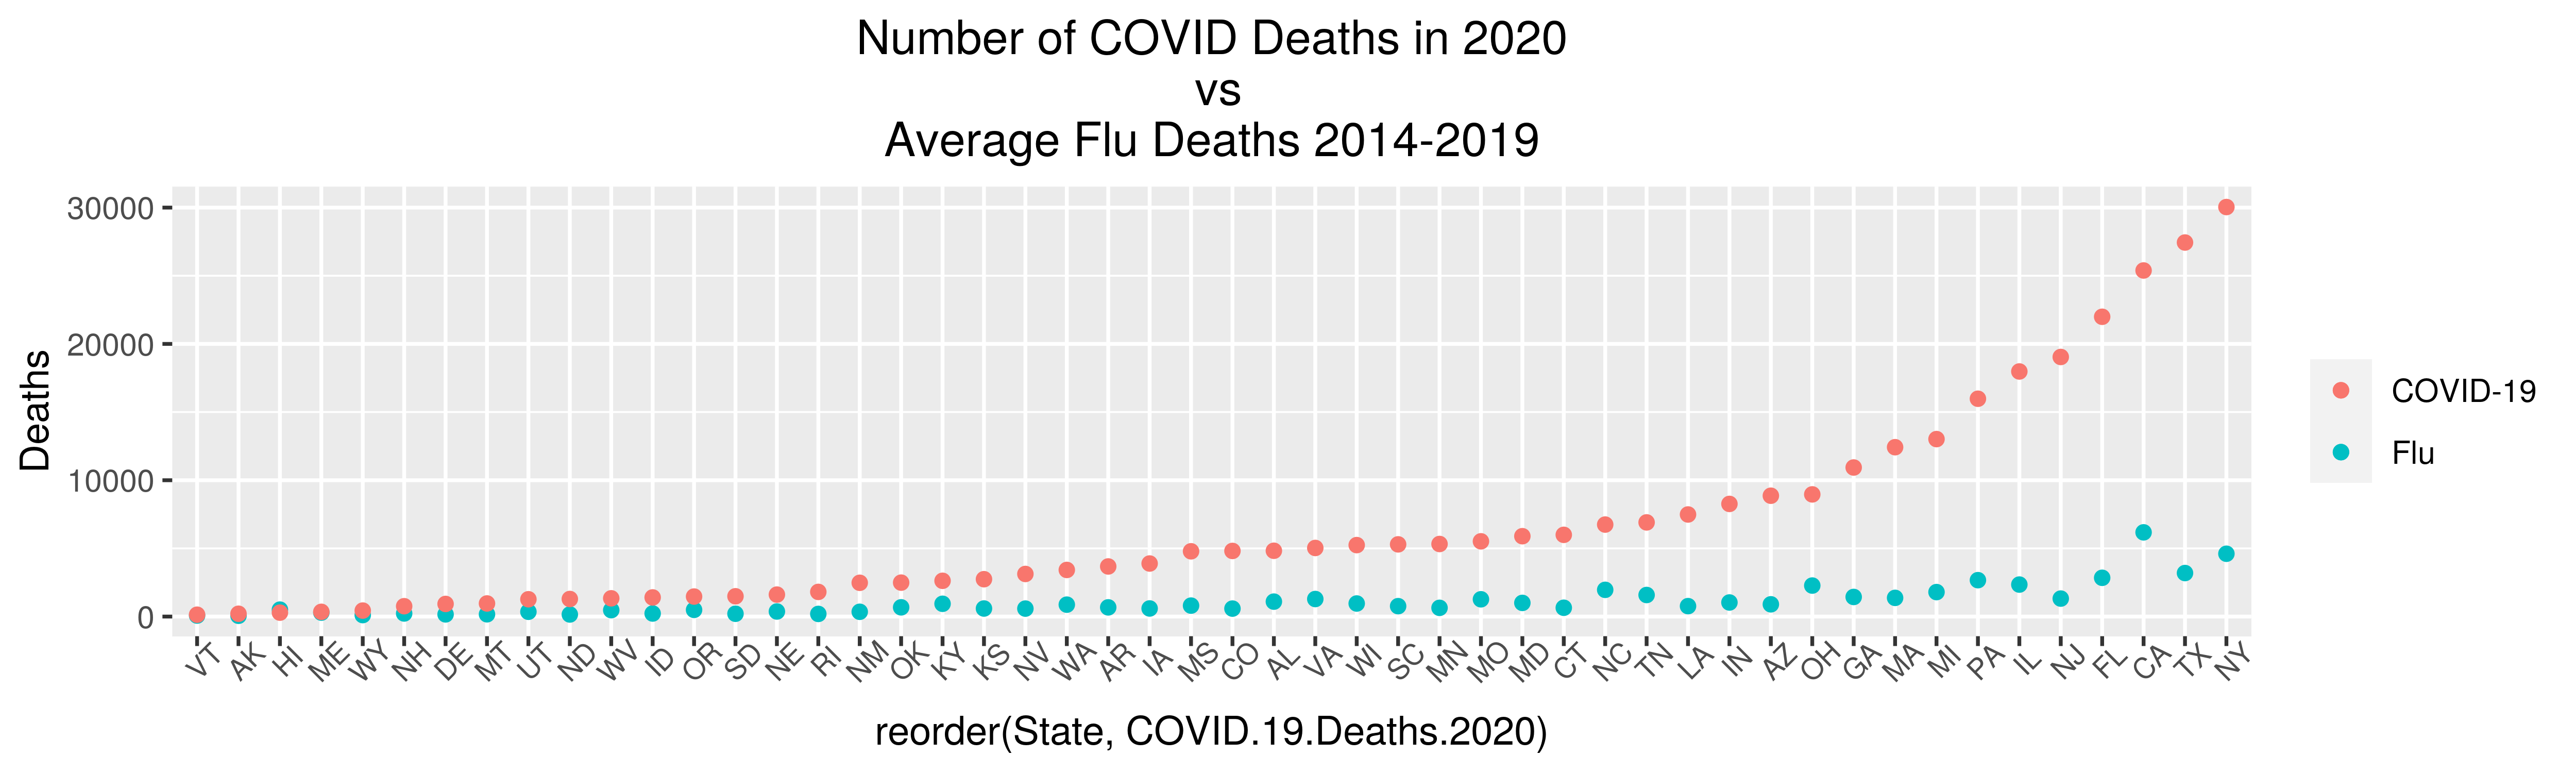 Number of COVID Deaths in 2020
vs
Average Flu Deaths 2014-2019
Deaths
30000
20000
10000
0
VT AK HI ME WY NH DE MT UT ND WV ID OR SD NE RI NM OK KY KS NV WA AR IA MS CO AL VA WI SC MN MO MD CT NC TN LA IN AZ OH GA MA MI PA IL NJ FL CA TX NY
reorder(State, COVID.19.Deaths.2020)
COVID-19
Flu